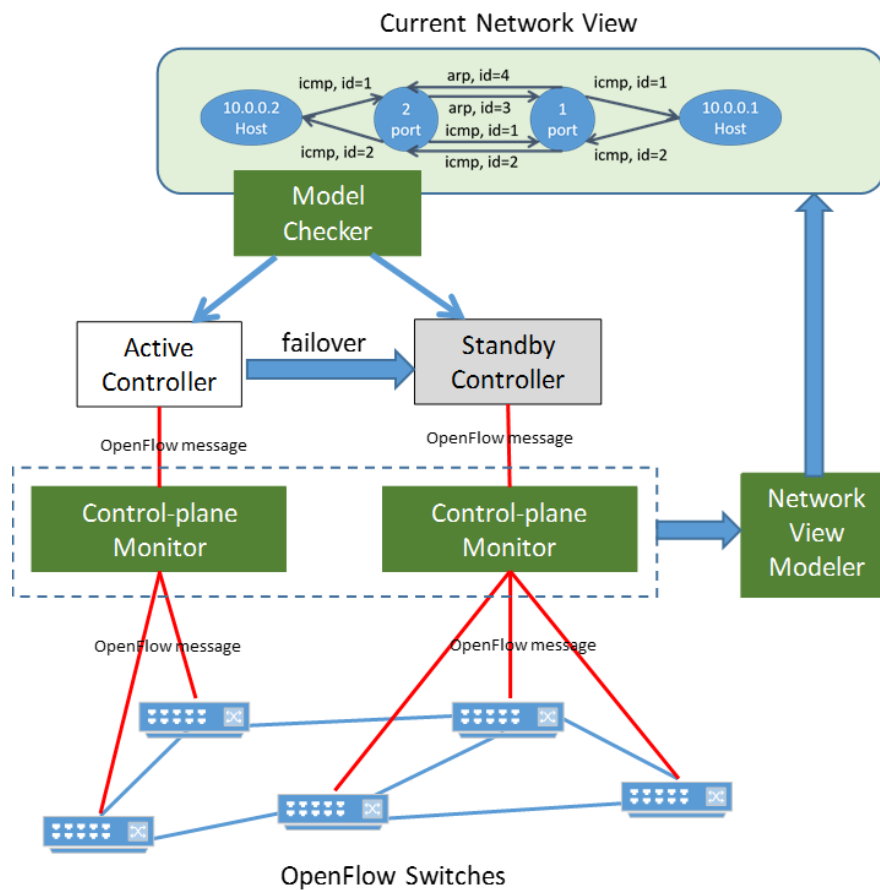 Current Network View
arp, id=4
icmp, id=1
icmp, id=1
10.0.0.2
Host
2
port
arp, id=3
icmp, id=1
1
port
10.0.0.1
Host
icmp, id=2
icmp, id=2
icmp, id=2
Model
Checker
Active
Controller
failover
Standby
Controller
OpenFlow message
OpenFlow message
Control-plane
Monitor
Control-plane
Monitor
Network
View
Modeler
OpenFlow message
OpenFlow message
OpenFlow Switches